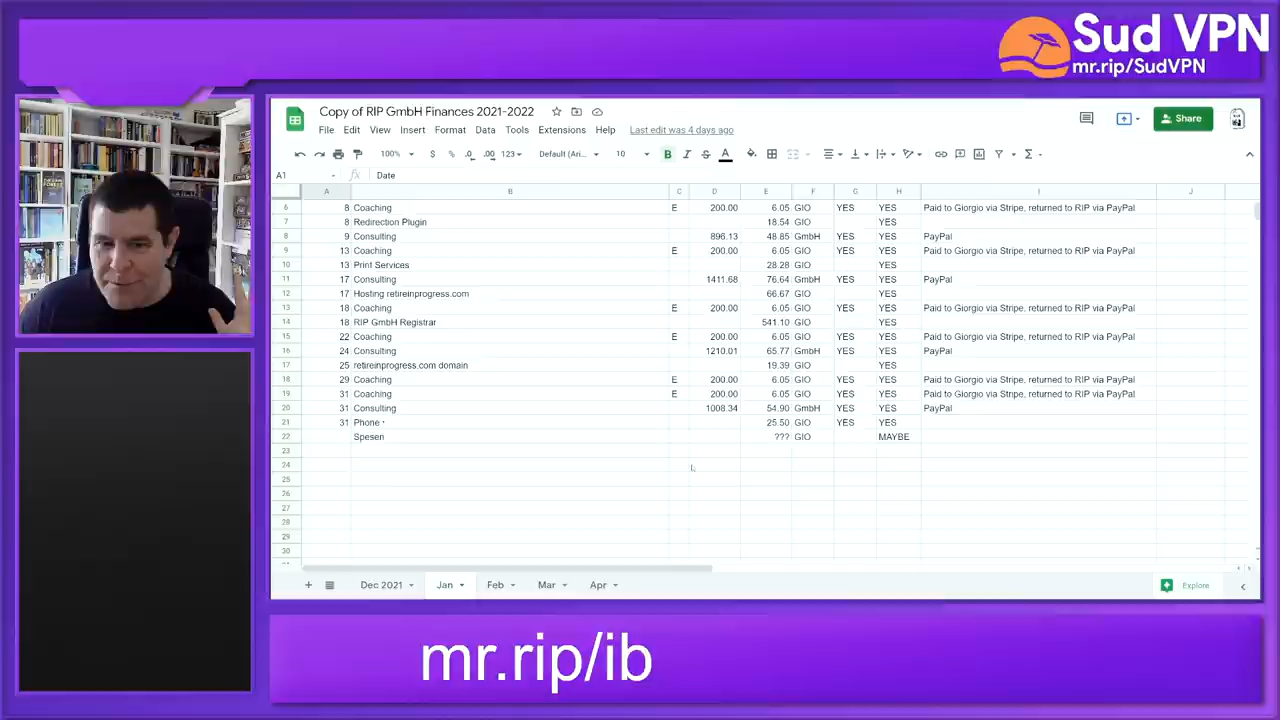 Sud VPN
mr.rip/SudVPN
Copy of RIP GmbH Finances 2021-2022
File Edit View Insert Format Data Tools Extensions Help Last edit was 4 days ago
Share
100% $ % .0 .00 123 Default (Ari... 10 B I S A
A1 fx Date
A B C D E F G H I J
6 8 Coaching E 200.00 6.05 GIO YES YES Paid to Giorgio via Stripe, returned to RIP via PayPal
7 8 Redirection Plugin 18.54 GIO YES
8 9 Consulting 896.13 48.85 GmbH YES YES PayPal
9 13 Coaching E 200.00 6.05 GIO YES YES Paid to Giorgio via Stripe, returned to RIP via PayPal
10 13 Print Services 28.28 GIO YES
11 17 Consulting 1411.68 76.64 GmbH YES YES PayPal
12 17 Hosting retireinprogress.com 66.67 GIO YES
13 18 Coaching E 200.00 6.05 GIO YES YES Paid to Giorgio via Stripe, returned to RIP via PayPal
14 18 RIP GmbH Registrar 541.10 GIO YES
15 22 Coaching E 200.00 6.05 GIO YES YES Paid to Giorgio via Stripe, returned to RIP via PayPal
16 24 Consulting 1210.01 65.77 GmbH YES YES PayPal
17 25 retireinprogress.com domain 19.39 GIO YES
18 29 Coaching E 200.00 6.05 GIO YES YES Paid to Giorgio via Stripe, returned to RIP via PayPal
19 31 Coaching E 200.00 6.05 GIO YES YES Paid to Giorgio via Stripe, returned to RIP via PayPal
20 31 Consulting 1008.34 54.90 GmbH YES YES PayPal
21 31 Phone 25.50 GIO YES YES
22 Spesen ??? GIO MAYBE
23
24
25
26
27
28
29
30
+ Dec 2021 Jan Feb Mar Apr Explore
mr.rip/ib